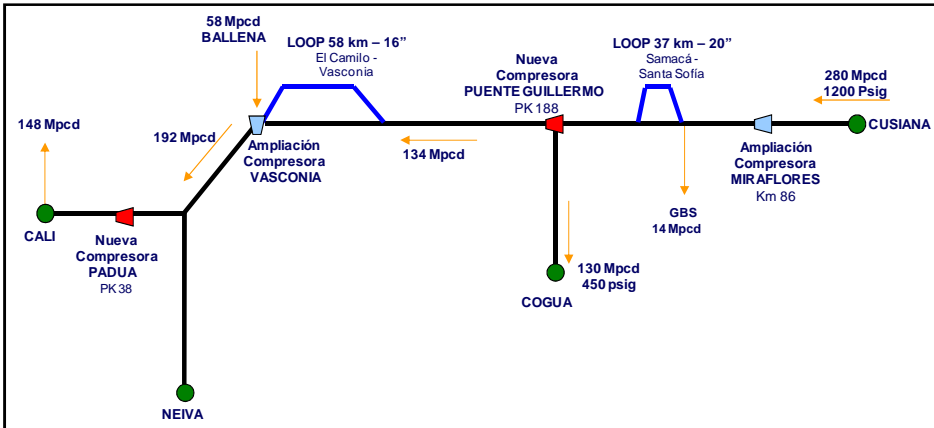 58 Mpcd
BALLENA
LOOP 58 km – 16”
El Camilo -
Vasconia
Nueva
Compresora
PUENTE GUILLERMO
PK 188
LOOP 37 km – 20”
Samacá -
Santa Sofía
280 Mpcd
1200 Psig
CUSIANA
148 Mpcd
192 Mpcd
Ampliación
Compresora
VASCONIA
134 Mpcd
Ampliación
Compresora
MIRAFLORES
Km 86
GBS
14 Mpcd
CALI
Nueva
Compresora
PADUA
PK 38
130 Mpcd
450 psig
COGUA
NEIVA